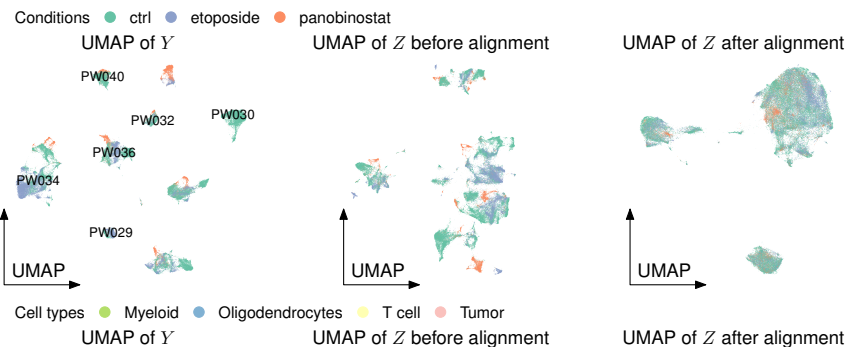 Conditions ctrl etoposide panobinostat
UMAP of Y UMAP of Z before alignment UMAP of Z after alignment
PW040
PW032 PW030
PW036
PW034
PW029
UMAP UMAP UMAP
Cell types Myeloid Oligodendrocytes T cell Tumor
UMAP of Y UMAP of Z before alignment UMAP of Z after alignment